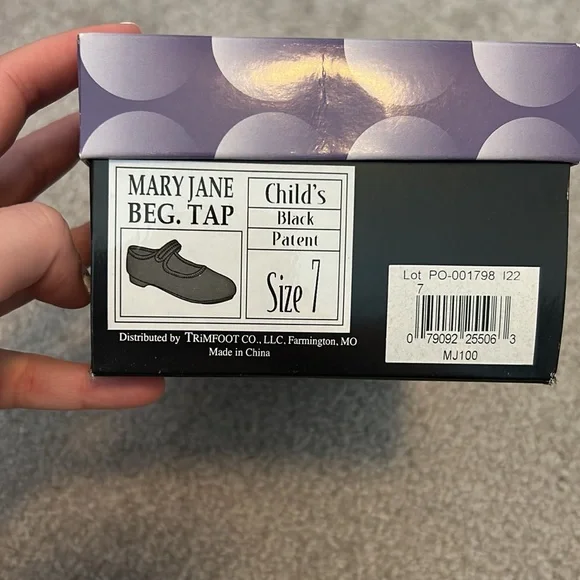 MARY JANE
BEG. TAP
Child's
Black
Patent
Size 7
Distributed by TRiMFOOT CO., LLC, Farmington, MO
Made in China
Lot PO-001798 I22
7
0 79092 25506 3
MJ100